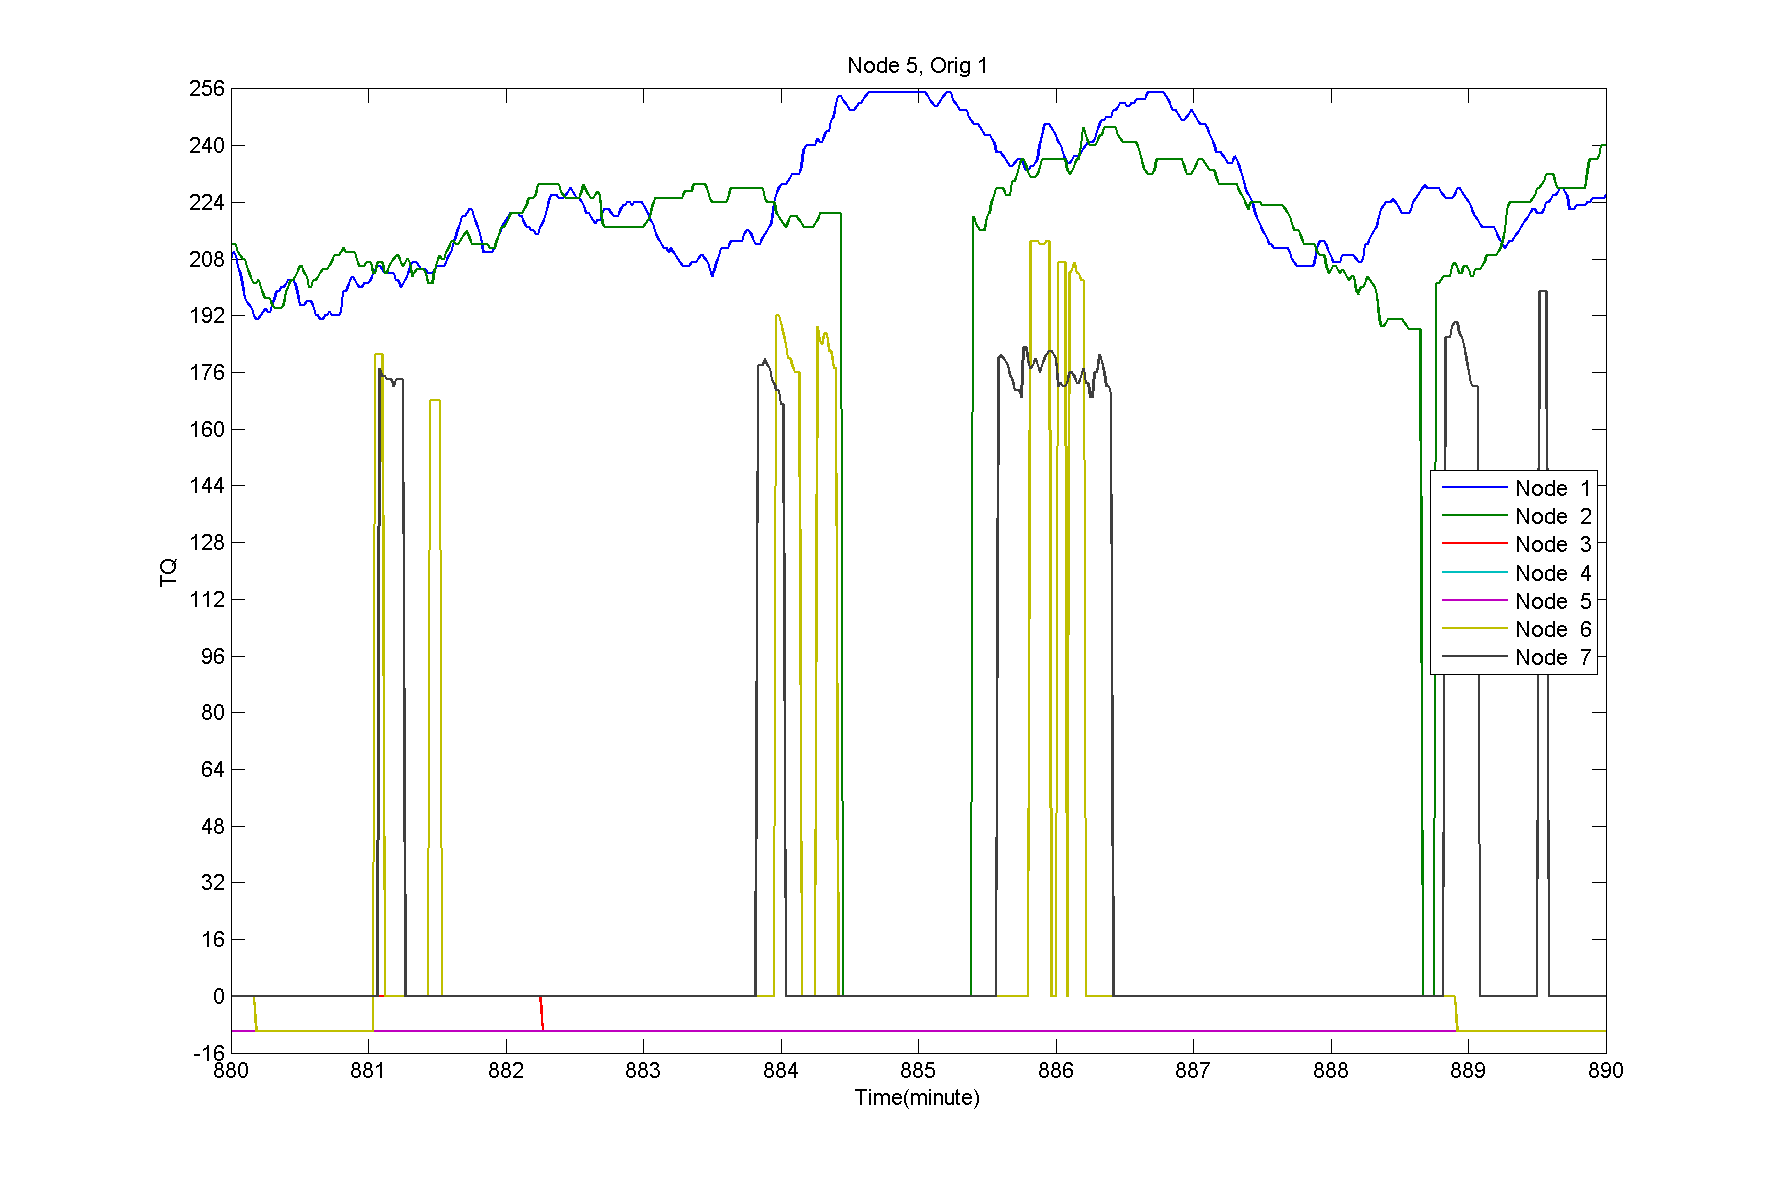 Node 5, Orig 1
256
240
224
208
192
176
160
144
128
112
96
80
64
48
32
16
0
-16
TQ
880 881 882 883 884 885 886 887 888 889 890
Time(minute)
Node 1
Node 2
Node 3
Node 4
Node 5
Node 6
Node 7